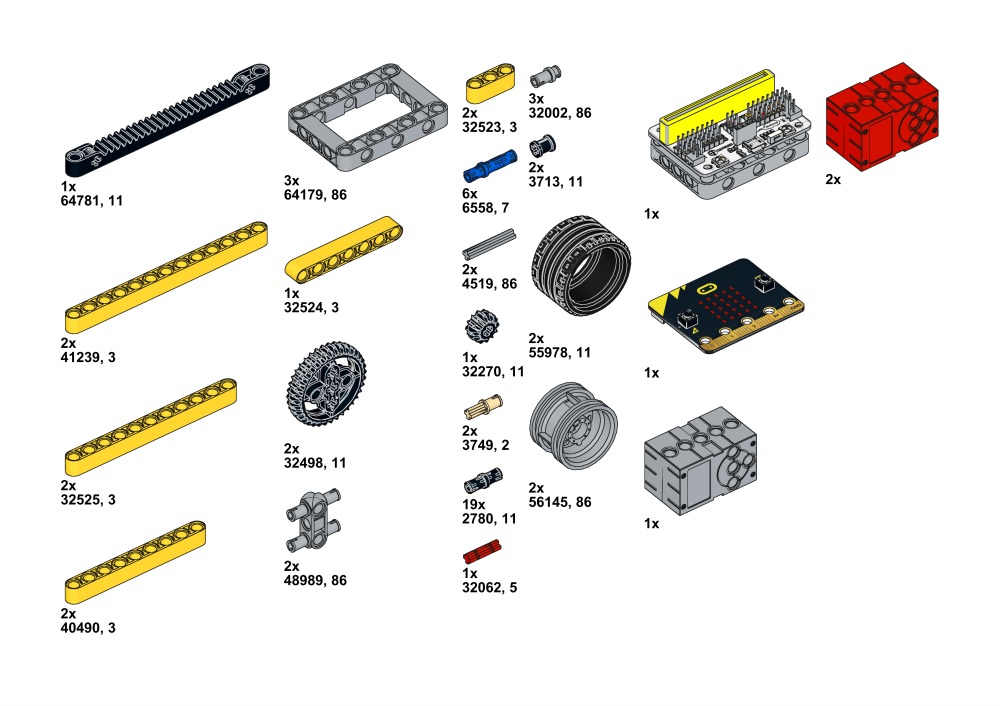 1x
64781, 11
2x
41239, 3
2x
32525, 3
2x
40490, 3
3x
64179, 86
1x
32524, 3
2x
32498, 11
2x
48989, 86
2x
32523, 3
6x
6558, 7
2x
4519, 86
1x
32270, 11
2x
3749, 2
19x
2780, 11
1x
32062, 5
3x
32002, 86
2x
3713, 11
2x
55978, 11
2x
56145, 86
1x
1x
1x
2x